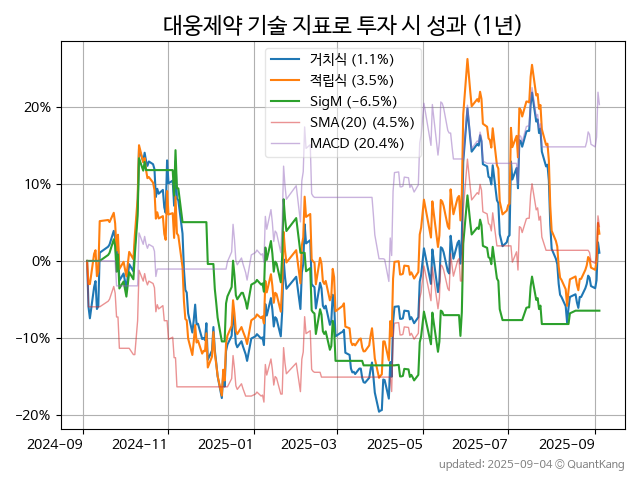 대웅제약 기술 지표로 투자 시 성과 (1년)
거치식 (1.1%)
적립식 (3.5%)
SigM (−6.5%)
SMA(20) (4.5%)
MACD (20.4%)
20%
10%
0%
−10%
−20%
2024-09 2024-11 2025-01 2025-03 2025-05 2025-07 2025-09
updated: 2025-09-04 © QuantKang